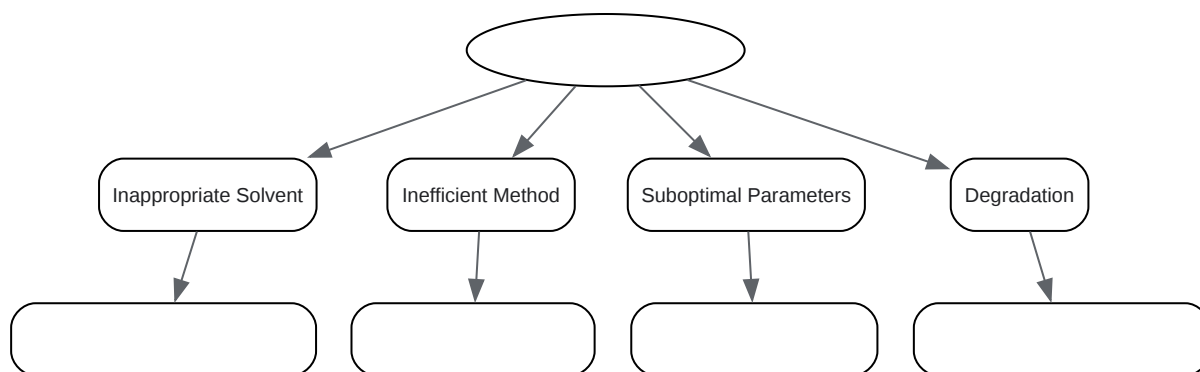 Inappropriate Solvent
Inefficient Method
Suboptimal Parameters
Degradation